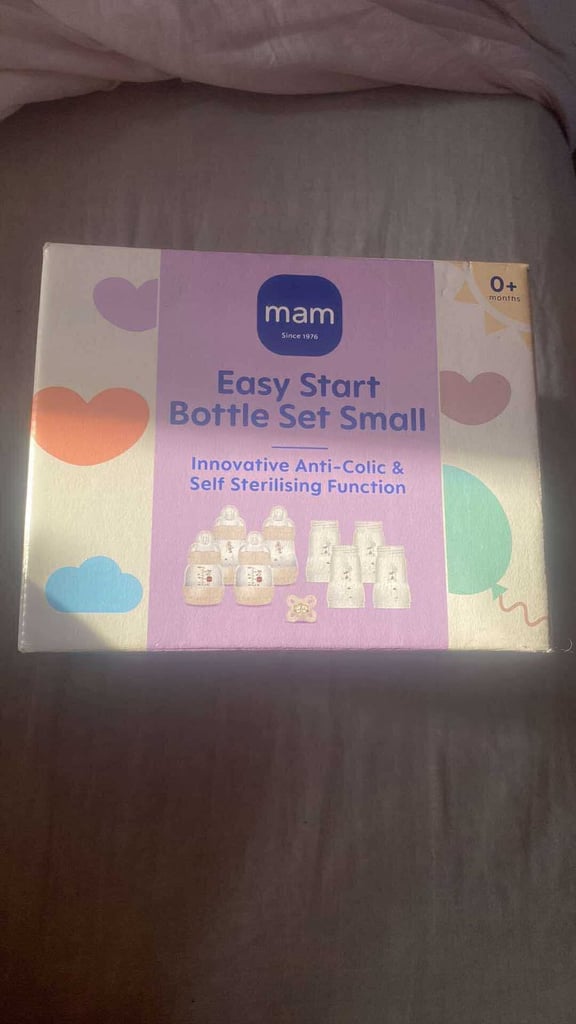 mam
Since 1976
0+
months
Easy Start
Bottle Set Small
Innovative Anti-Colic &
Self Sterilising Function